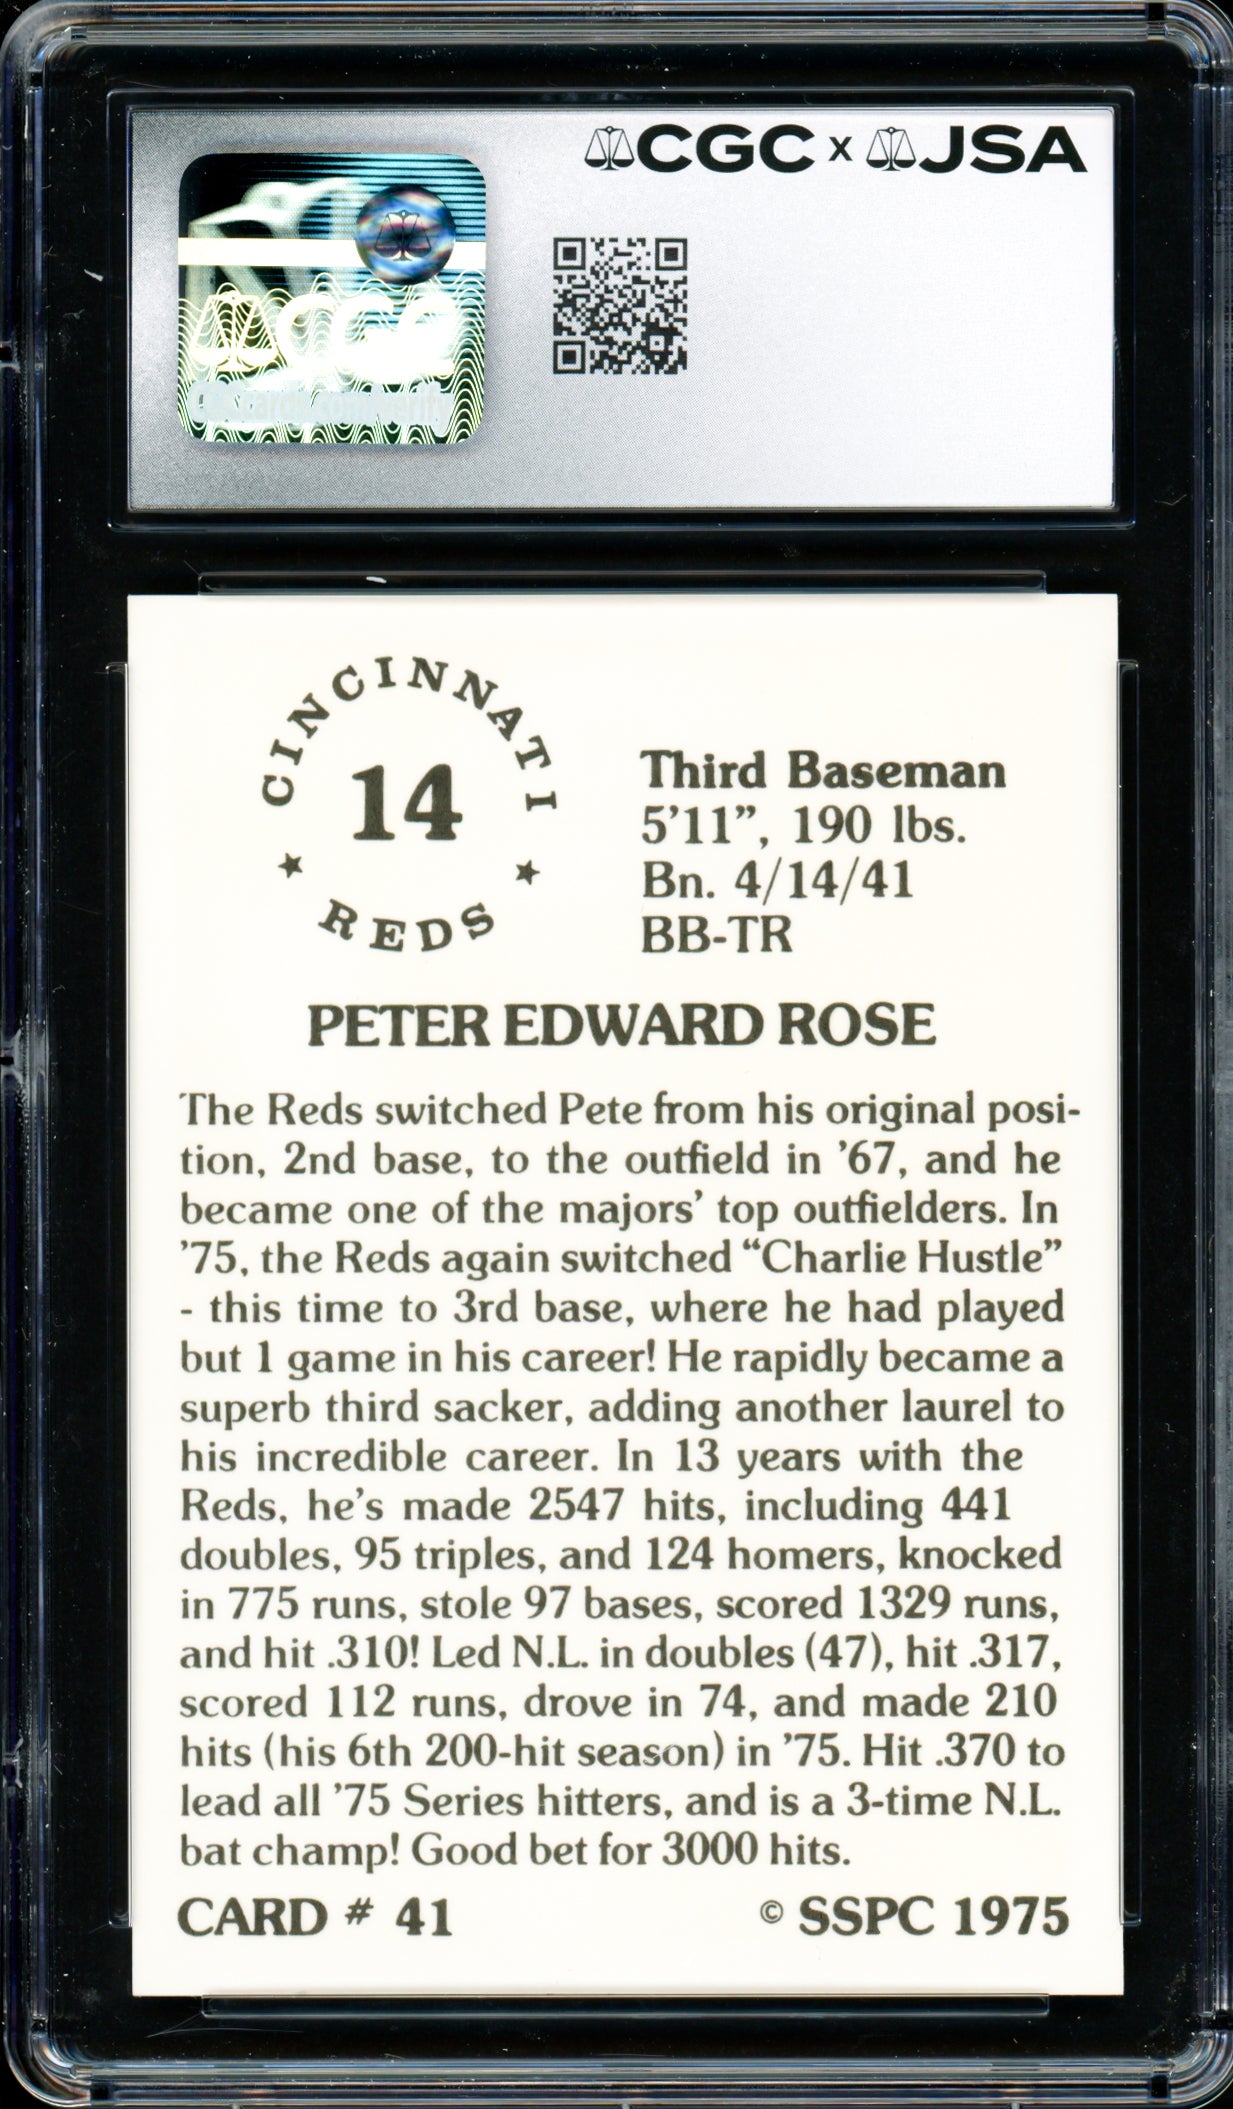 CGC x JSA
CGC
CINCINNATI
14
REDS
Third Baseman
5'11”, 190 lbs.
Bn. 4/14/41
BB-TR
PETER EDWARD ROSE
The Reds switched Pete from his original posi-
tion, 2nd base, to the outfield in ’67, and he
became one of the majors’ top outfielders. In
’75, the Reds again switched “Charlie Hustle”
- this time to 3rd base, where he had played
but 1 game in his career! He rapidly became a
superb third sacker, adding another laurel to
his incredible career. In 13 years with the
Reds, he’s made 2547 hits, including 441
doubles, 95 triples, and 124 homers, knocked
in 775 runs, stole 97 bases, scored 1329 runs,
and hit .310! Led N.L. in doubles (47), hit .317,
scored 112 runs, drove in 74, and made 210
hits (his 6th 200-hit season) in ’75. Hit .370 to
lead all ’75 Series hitters, and is a 3-time N.L.
bat champ! Good bet for 3000 hits.
CARD # 41
© SSPC 1975